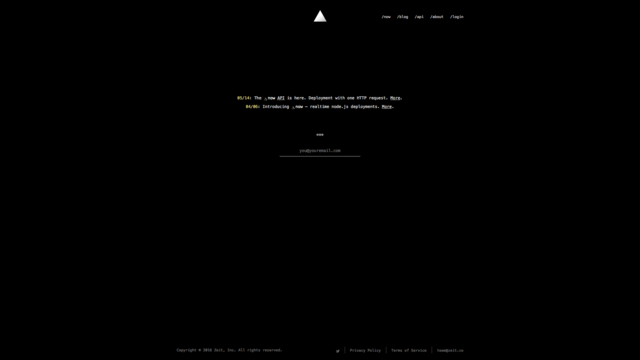 /now /blog /api /about /login
05/14: The ▲now API is here. Deployment with one HTTP request. More.
04/06: Introducing ▲now — realtime node.js deployments. More.
you@youremail.com
Copyright © 2016 Zeit, Inc. All rights reserved. | Privacy Policy | Terms of Service | team@zeit.co